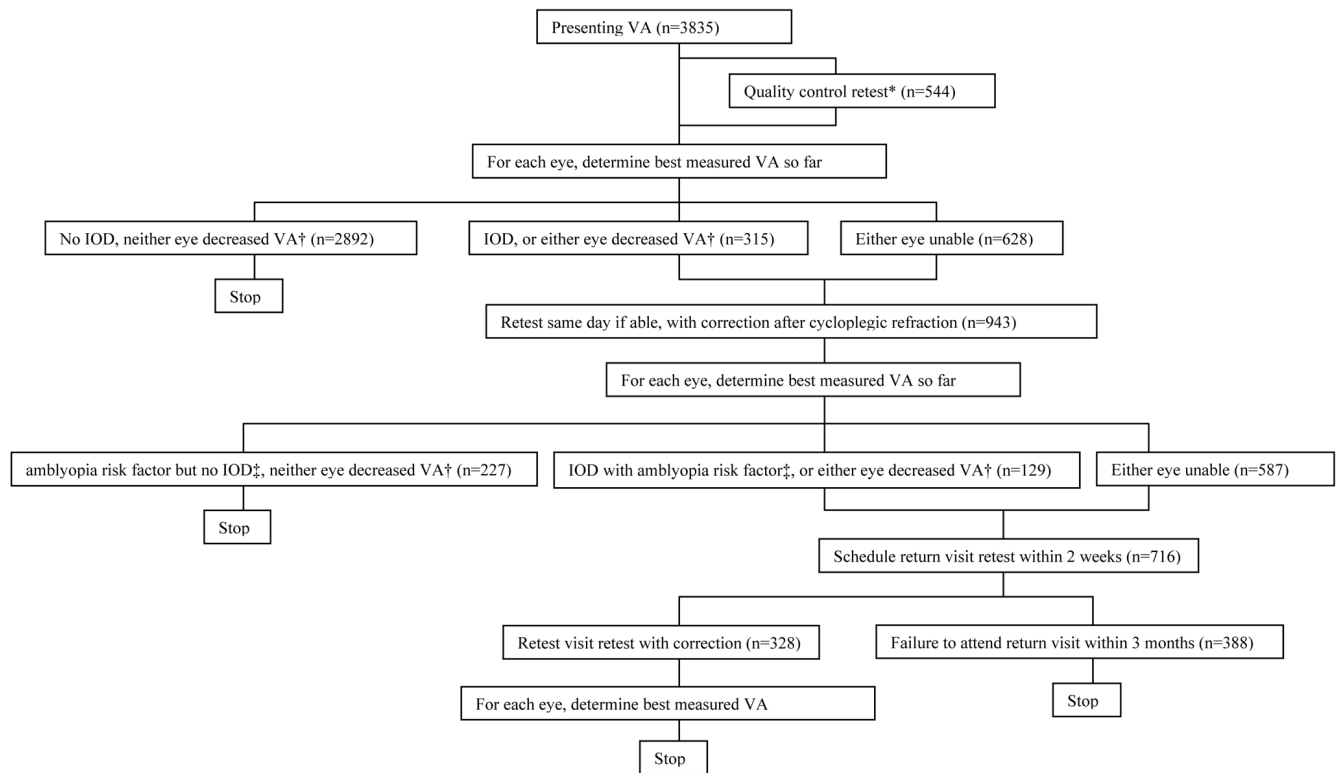 Presenting VA (n=3835)
Quality control retest* (n=544)
For each eye, determine best measured VA so far
No IOD, neither eye decreased VA† (n=2892)
IOD, or either eye decreased VA† (n=315)
Either eye unable (n=628)
Stop
Retest same day if able, with correction after cycloplegic refraction (n=943)
For each eye, determine best measured VA so far
amblyopia risk factor but no IOD‡, neither eye decreased VA† (n=227)
IOD with amblyopia risk factor‡, or either eye decreased VA† (n=129)
Either eye unable (n=587)
Stop
Schedule return visit retest within 2 weeks (n=716)
Retest visit retest with correction (n=328)
Failure to attend return visit within 3 months (n=388)
For each eye, determine best measured VA
Stop
Stop